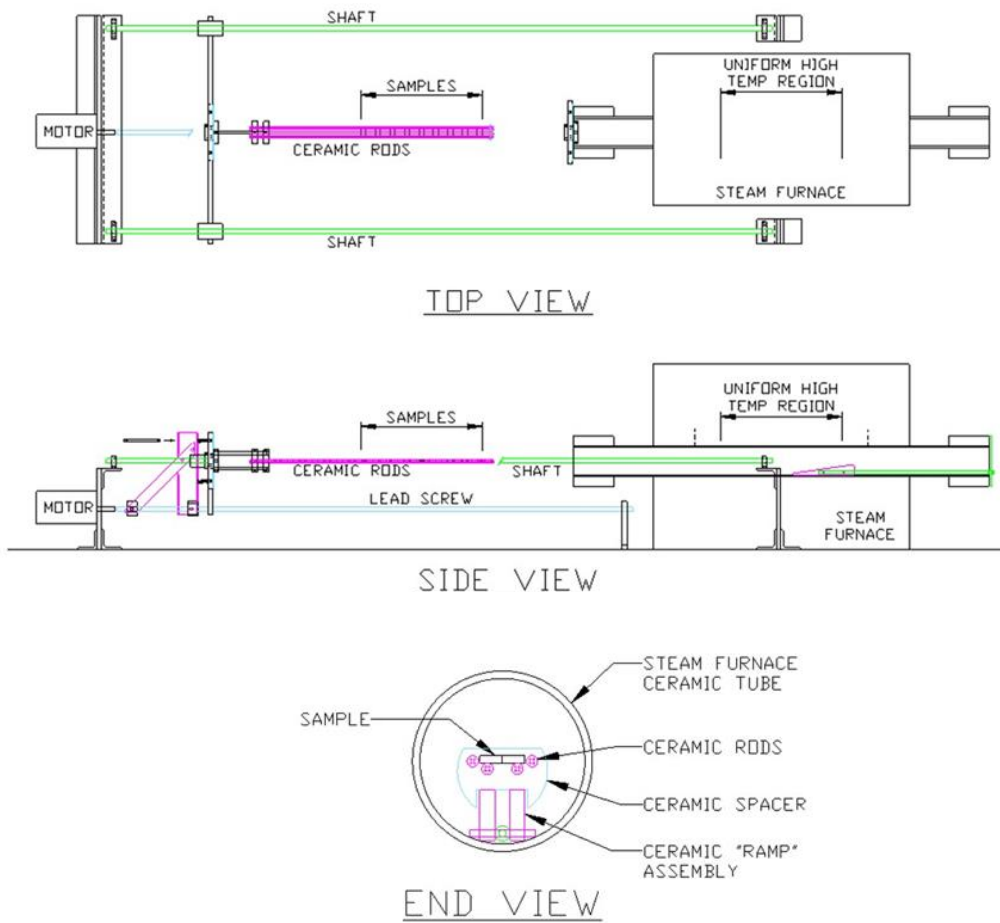 SHAFT
UNIFORM HIGH
TEMP REGION
SAMPLES
MOTOR
CERAMIC RODS
STEAM FURNACE
SHAFT
TOP VIEW
SAMPLES
UNIFORM HIGH
TEMP REGION
CERAMIC RODS
SHAFT
LEAD SCREW
MOTOR
STEAM
FURNACE
SIDE VIEW
STEAM FURNACE
CERAMIC TUBE
SAMPLE
CERAMIC RODS
CERAMIC SPACER
CERAMIC "RAMP"
ASSEMBLY
END VIEW